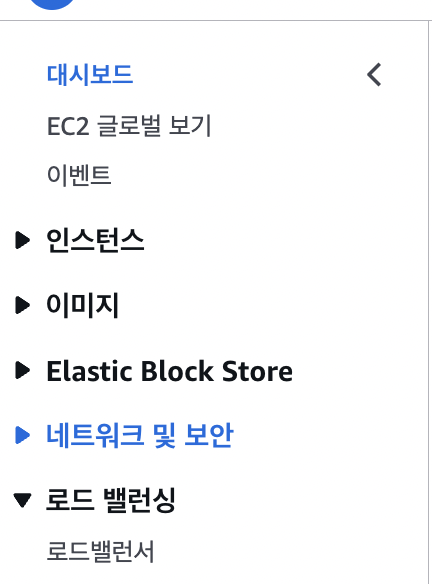 대시보드
EC2 글로벌 보기
이벤트
인스턴스
이미지
Elastic Block Store
네트워크 및 보안
로드 밸런싱
로드밸런서